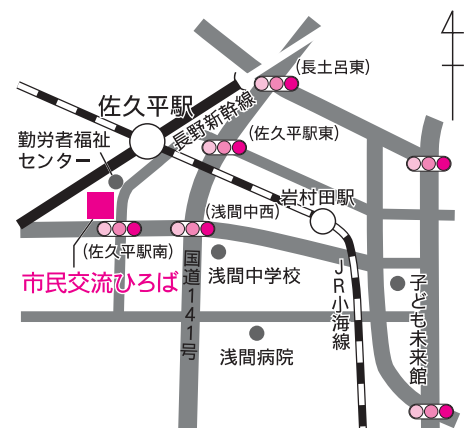 (長土呂東)
佐久平駅
長野新幹線
(佐久平駅東)
勤労者福祉
センター
岩村田駅
(浅間中西)
(佐久平駅南)
市民交流ひろば
国道141号
浅間中学校
JR小海線
子ども未来館
浅間病院